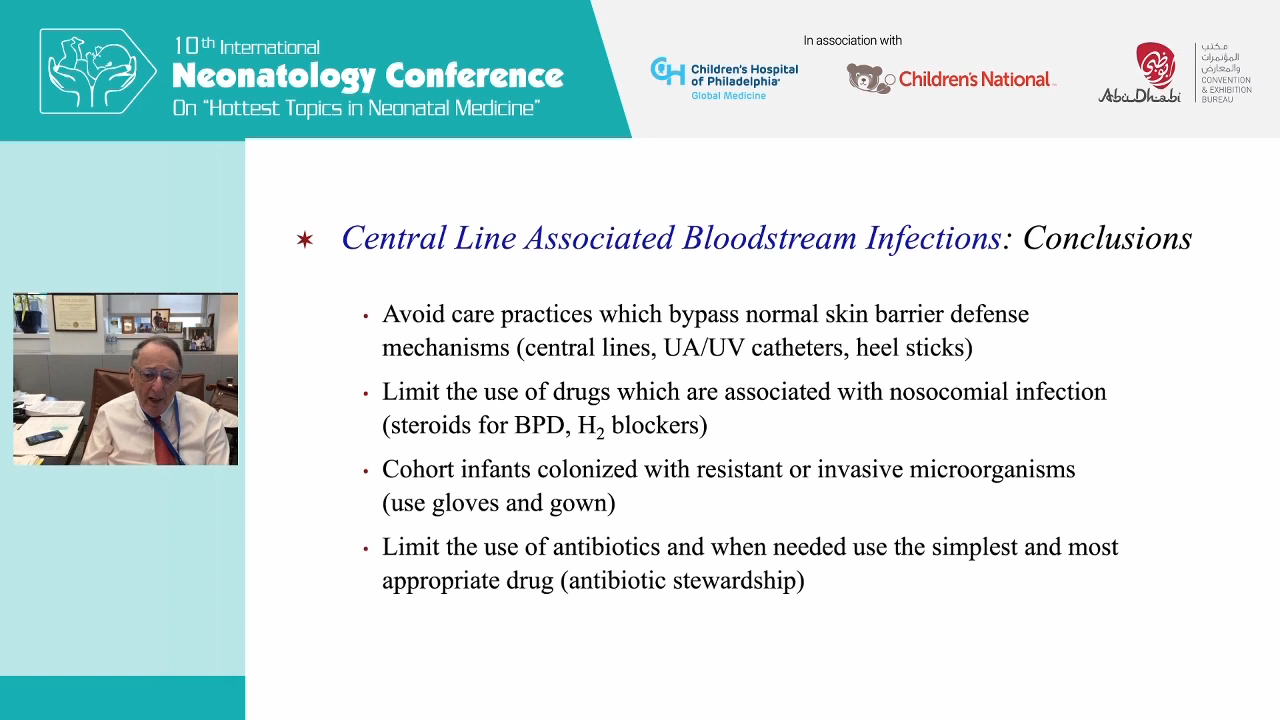 10th International
Neonatology Conference
On "Hottest Topics in Neonatal Medicine"
In association with
CH Children's Hospital
of Philadelphia
Global Medicine
Children's National
Abu Dhabi
مكتب
المؤتمرات
والمعارض
CONVENTION
& EXHIBITION
BUREAU
أبوظبي
✶ Central Line Associated Bloodstream Infections: Conclusions
• Avoid care practices which bypass normal skin barrier defense
mechanisms (central lines, UA/UV catheters, heel sticks)
• Limit the use of drugs which are associated with nosocomial infection
(steroids for BPD, H₂ blockers)
• Cohort infants colonized with resistant or invasive microorganisms
(use gloves and gown)
• Limit the use of antibiotics and when needed use the simplest and most
appropriate drug (antibiotic stewardship)